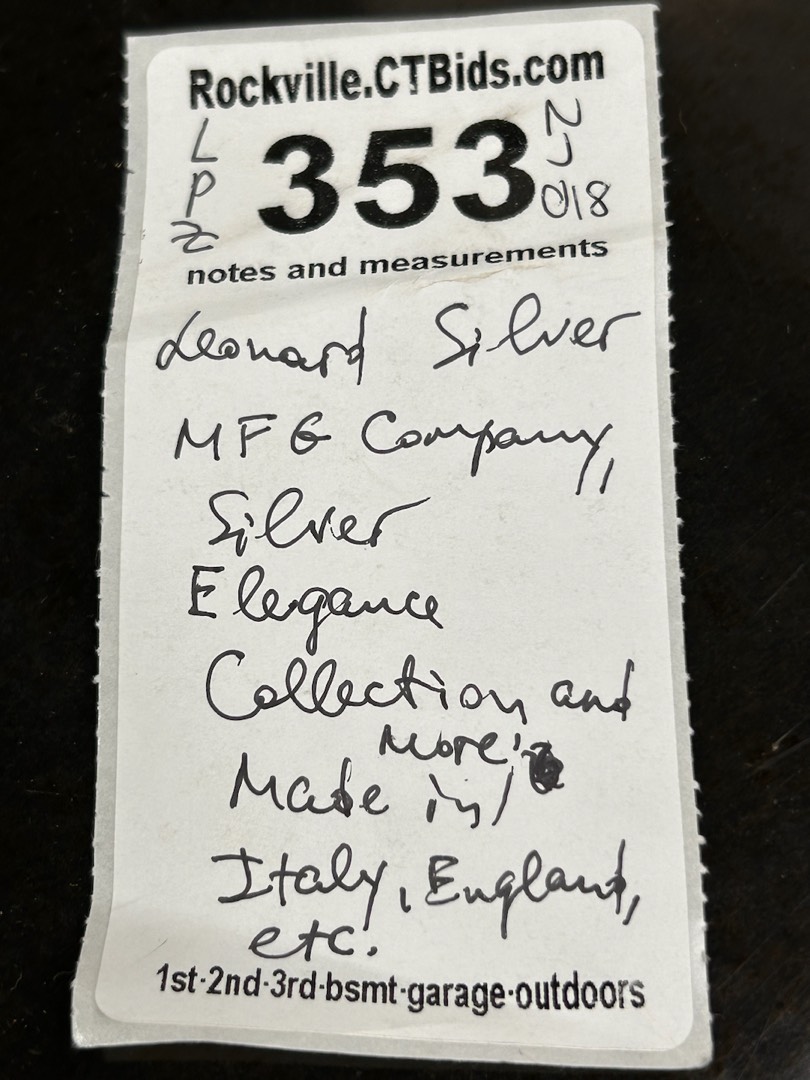 Rockville.CTBids.com
L
P
353
018
notes and measurements
Leonard Silver
MFG Company,
Silver
Elegance
Collection and
More;
Made in
Italy, England,
etc.
1st·2nd·3rd·bsmt·garage·outdoors